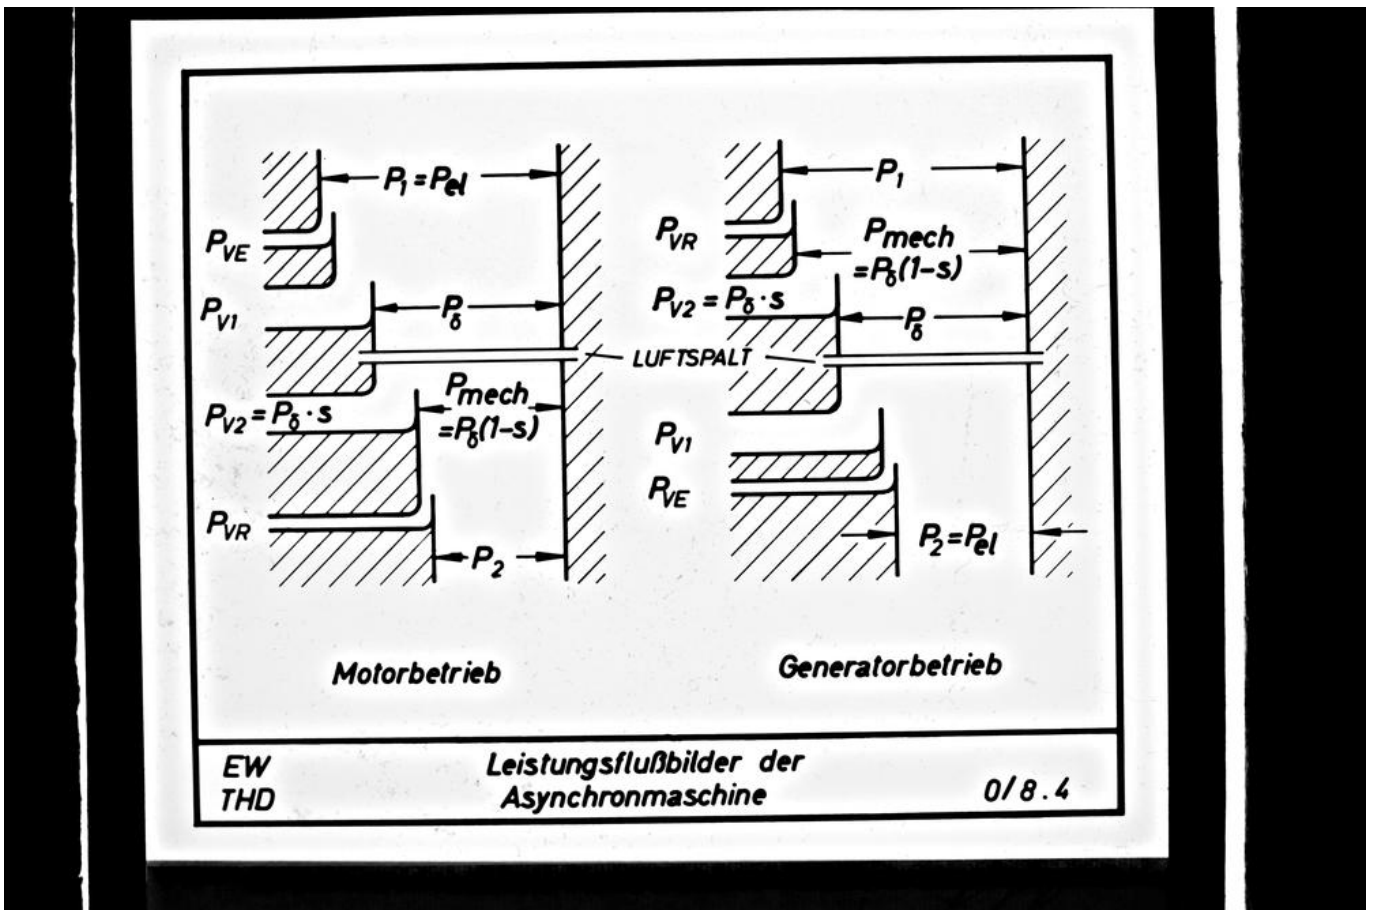 P₁=Pel
PVE
PV1
Pδ
PV2=Pδ·s
Pmech
=Pδ(1-s)
PVR
P₂
Motorbetrieb
LUFTSPALT
P₁
PVR
Pmech
=Pδ(1-s)
PV2=Pδ·s
Pδ
PV1
PVE
P₂=Pel
Generatorbetrieb
EW
THD
Leistungsflußbilder der
Asynchronmaschine
0/8.4